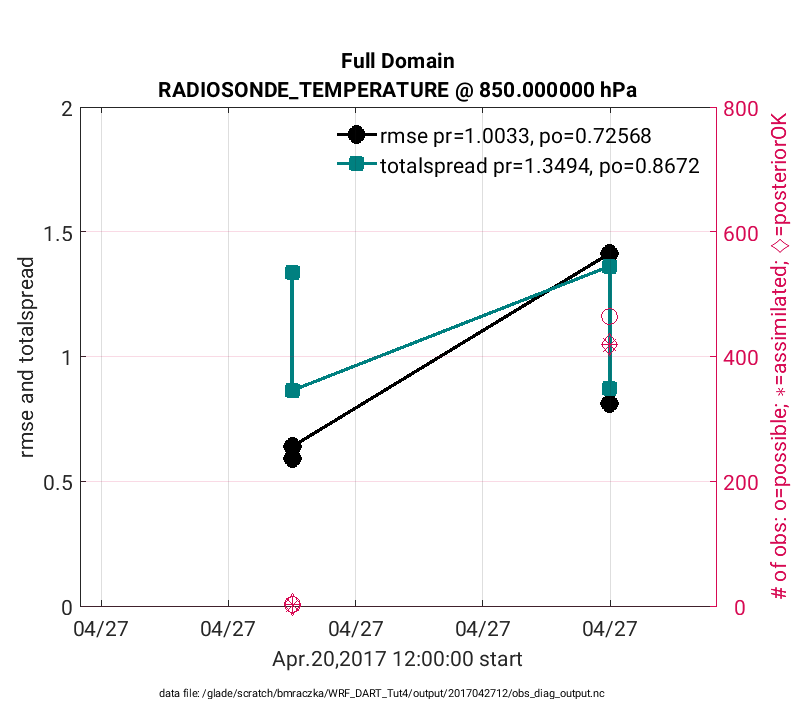 Full Domain
RADIOSONDE_TEMPERATURE @ 850.000000 hPa
rmse pr=1.0033, po=0.72568
totalspread pr=1.3494, po=0.8672
2
1.5
1
0.5
0
rmse and totalspread
800
600
400
200
0
# of obs: o=possible; ∗=assimilated; ◇=posteriorOK
04/27 04/27 04/27 04/27 04/27
Apr.20,2017 12:00:00 start
data file: /glade/scratch/bmraczka/WRF_DART_Tut4/output/2017042712/obs_diag_output.nc